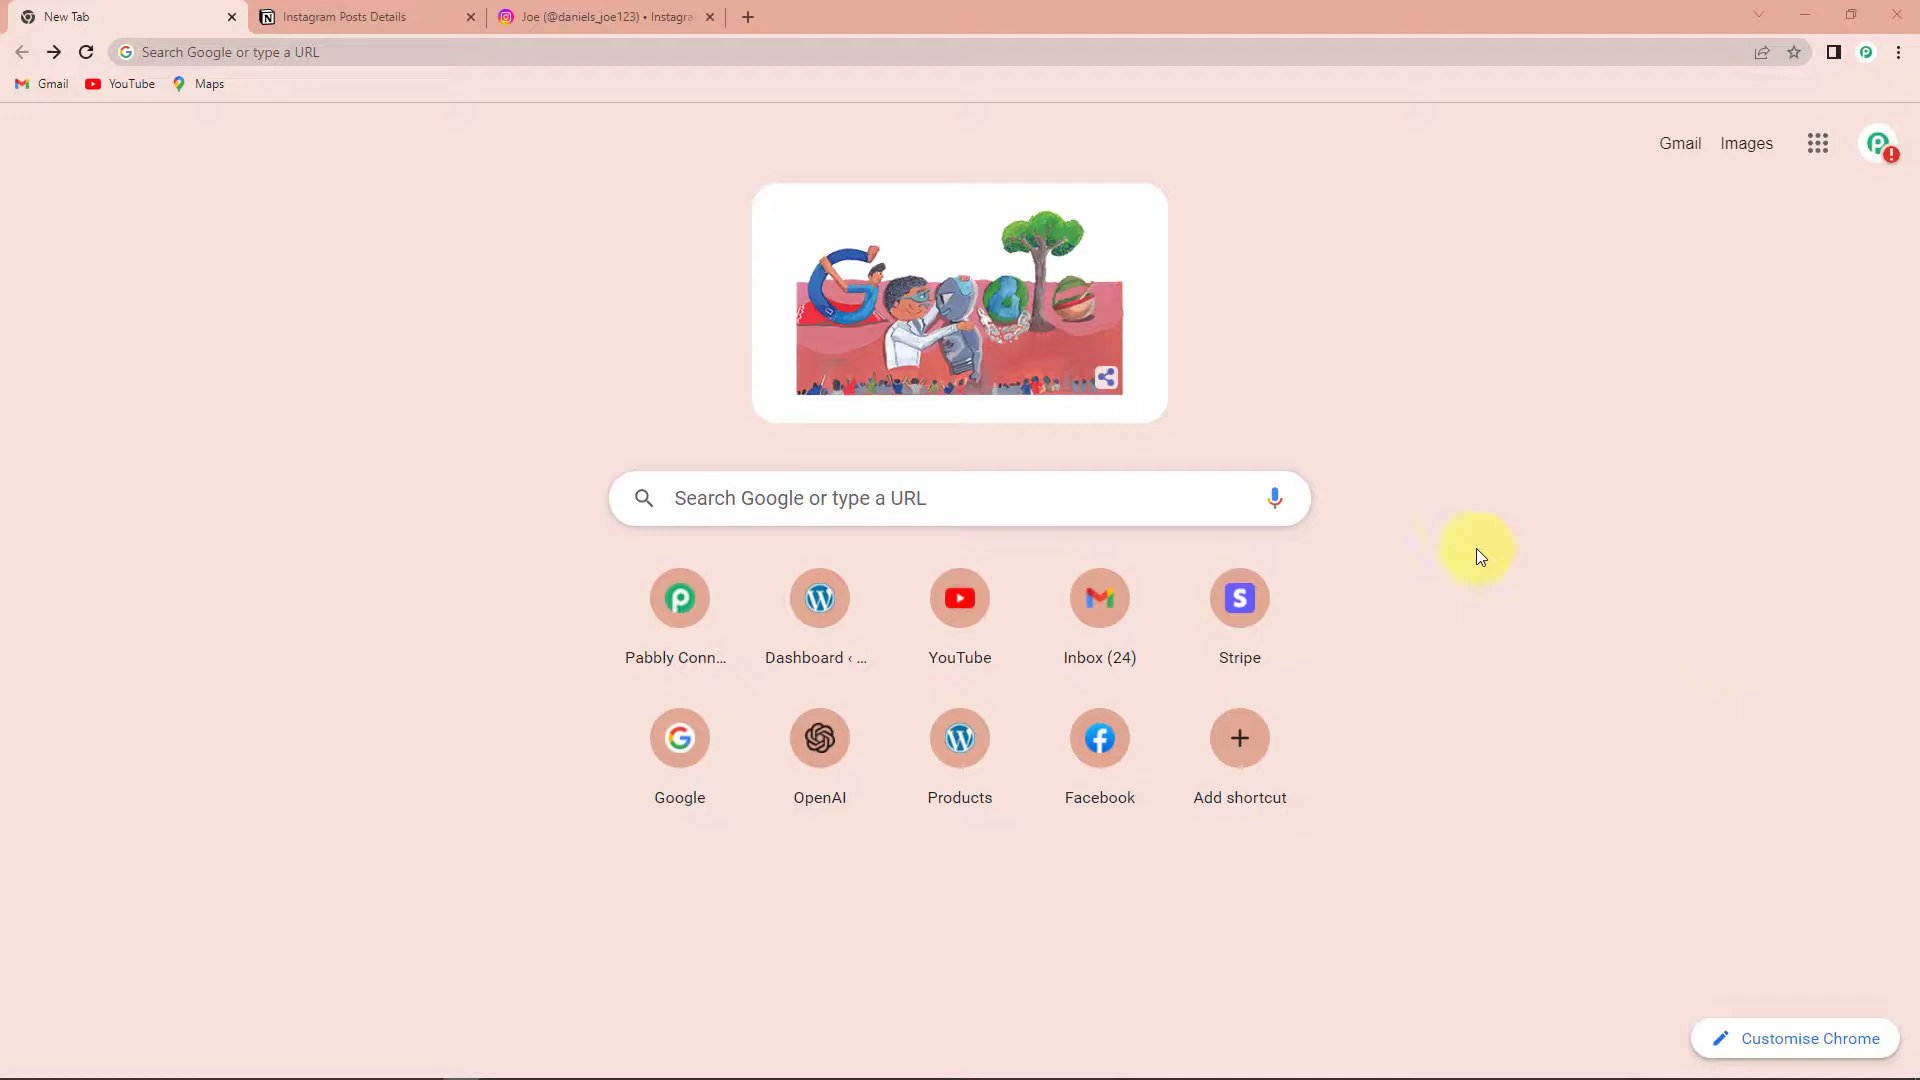 New Tab
Instagram Posts Details
Joe (@daniels_joe123) • Instagra
Search Google or type a URL
Gmail
YouTube
Maps
Gmail
Images
Search Google or type a URL
Pabbly Conn...
Dashboard ‹ ...
YouTube
Inbox (24)
Stripe
Google
OpenAI
Products
Facebook
Add shortcut
Customise Chrome